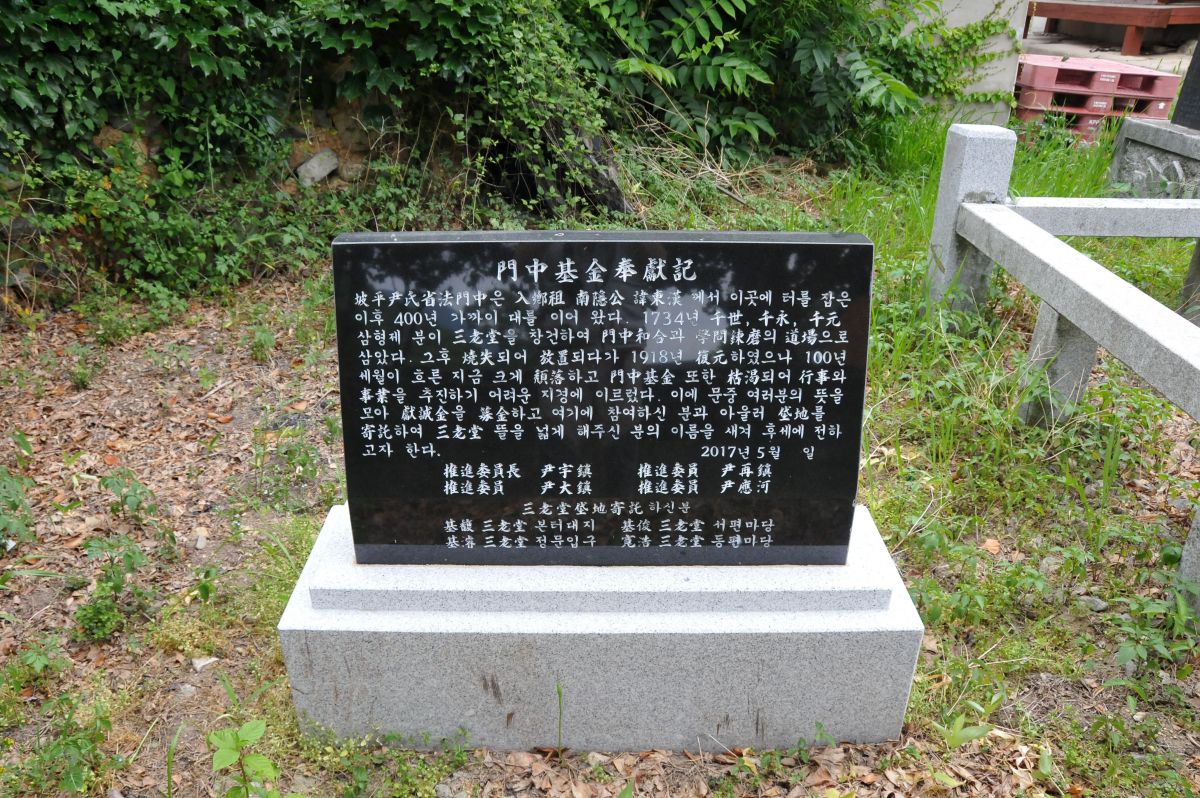 門中基金奉獻記
坡平尹氏省法門中은 入鄕祖 南隱公 諱東漢 께서 이곳에 터를 잡은
이후 400년 가까이 대를 이어 왔다. 1734년 千世, 千永, 千元
삼형제 분이 三老堂을 창건하여 門中和合과 學問鍊磨의 道場으로
삼았다. 그후 燒失되어 放置되다가 1918년 復元하였으나 100년
세월이 흐른 지금 크게 頹落하고 門中基金 또한 枯渴되어 行事와
事業을 추진하기 어려운 지경에 이르렀다. 이에 문중 여러분의 뜻을
모아 獻誠金을 募金하고 여기에 참여하신 분과 아울러 垈地를
寄託하여 三老堂 뜰을 넓게 해주신 분의 이름을 새겨 후세에 전하
고자 한다. 2017년 5월 일
推進委員長 尹宇鎭 推進委員 尹再鎭
推進委員 尹大鎭 推進委員 尹應河
三老堂垈地寄託 하신분
基馥 三老堂 본터대지 基俊 三老堂 서편마당
基 三老堂 정문입구 寬浩 三老堂 동편마당